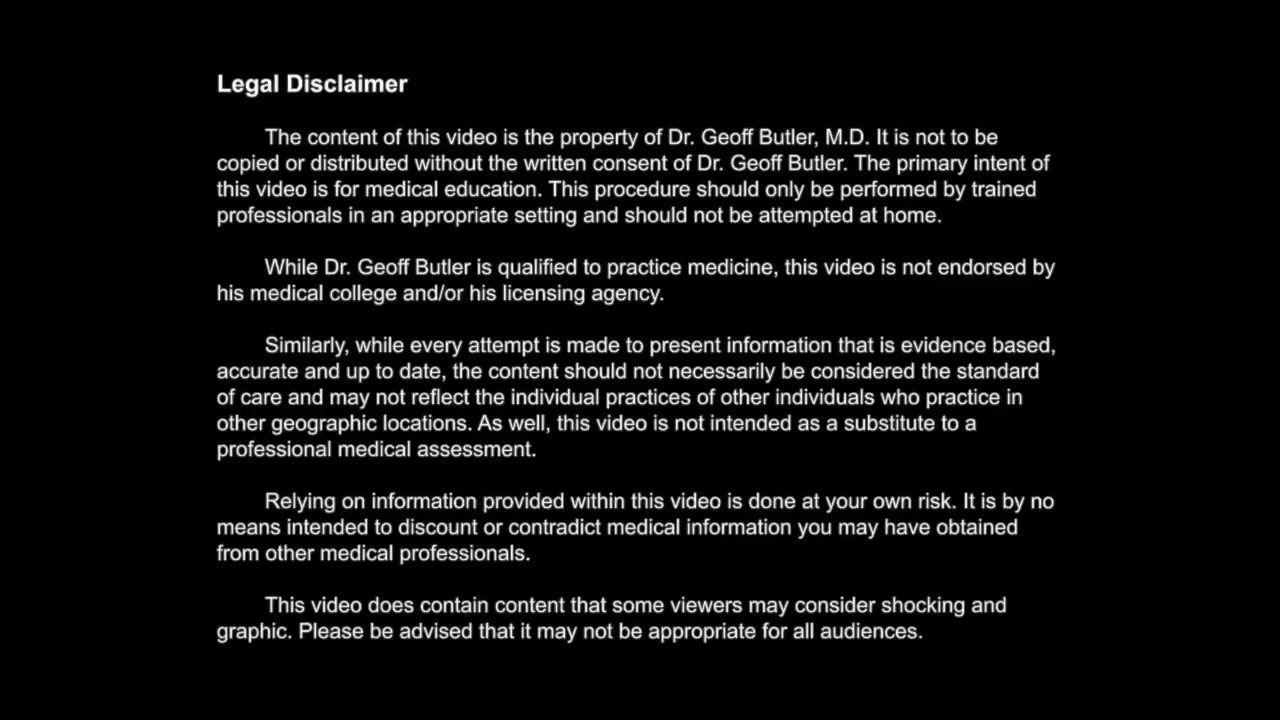 Legal Disclaimer
The content of this video is the property of Dr. Geoff Butler, M.D. It is not to be
copied or distributed without the written consent of Dr. Geoff Butler. The primary intent of
this video is for medical education. This procedure should only be performed by trained
professionals in an appropriate setting and should not be attempted at home.
While Dr. Geoff Butler is qualified to practice medicine, this video is not endorsed by
his medical college and/or his licensing agency.
Similarly, while every attempt is made to present information that is evidence based,
accurate and up to date, the content should not necessarily be considered the standard
of care and may not reflect the individual practices of other individuals who practice in
other geographic locations. As well, this video is not intended as a substitute to a
professional medical assessment.
Relying on information provided within this video is done at your own risk. It is by no
means intended to discount or contradict medical information you may have obtained
from other medical professionals.
This video does contain content that some viewers may consider shocking and
graphic. Please be advised that it may not be appropriate for all audiences.